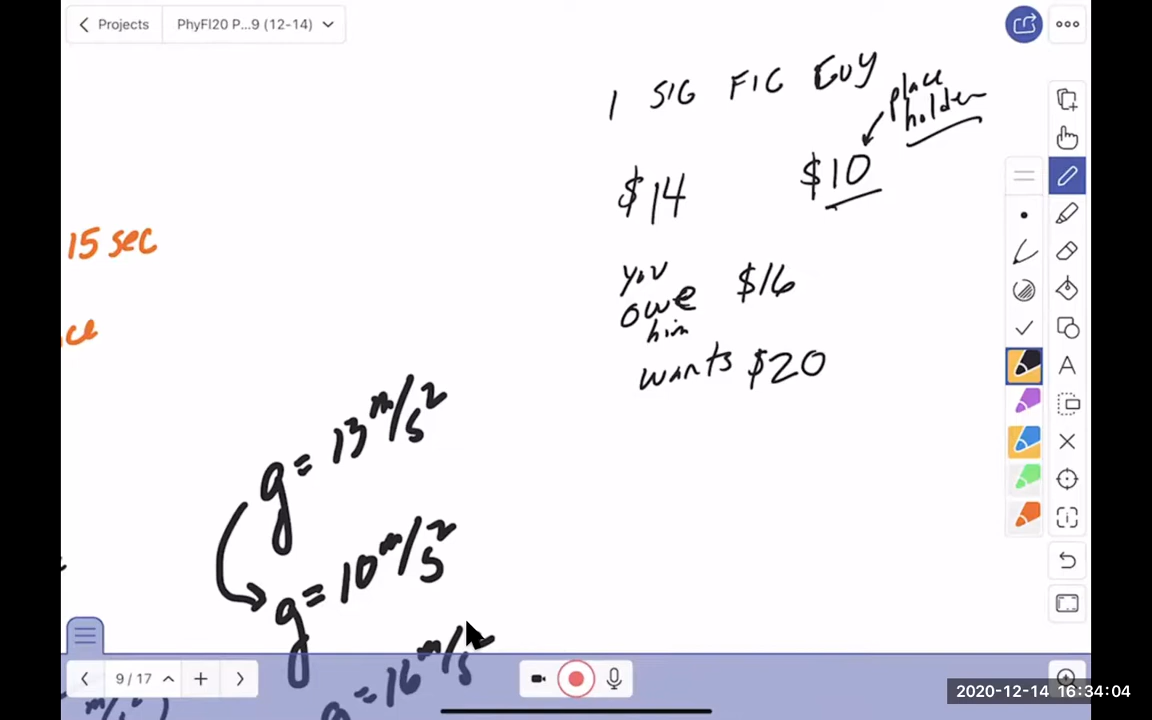 Projects
PhyFl20 P...9 (12-14)
1 SIG FIG GUY
place
holder
$14
$10
15 sec
you
owe
him
$16
wants $20
g = 13 m/s2
g = 10 m/s2
= 16 m/s2
9 / 17
2020-12-14 16:34:04